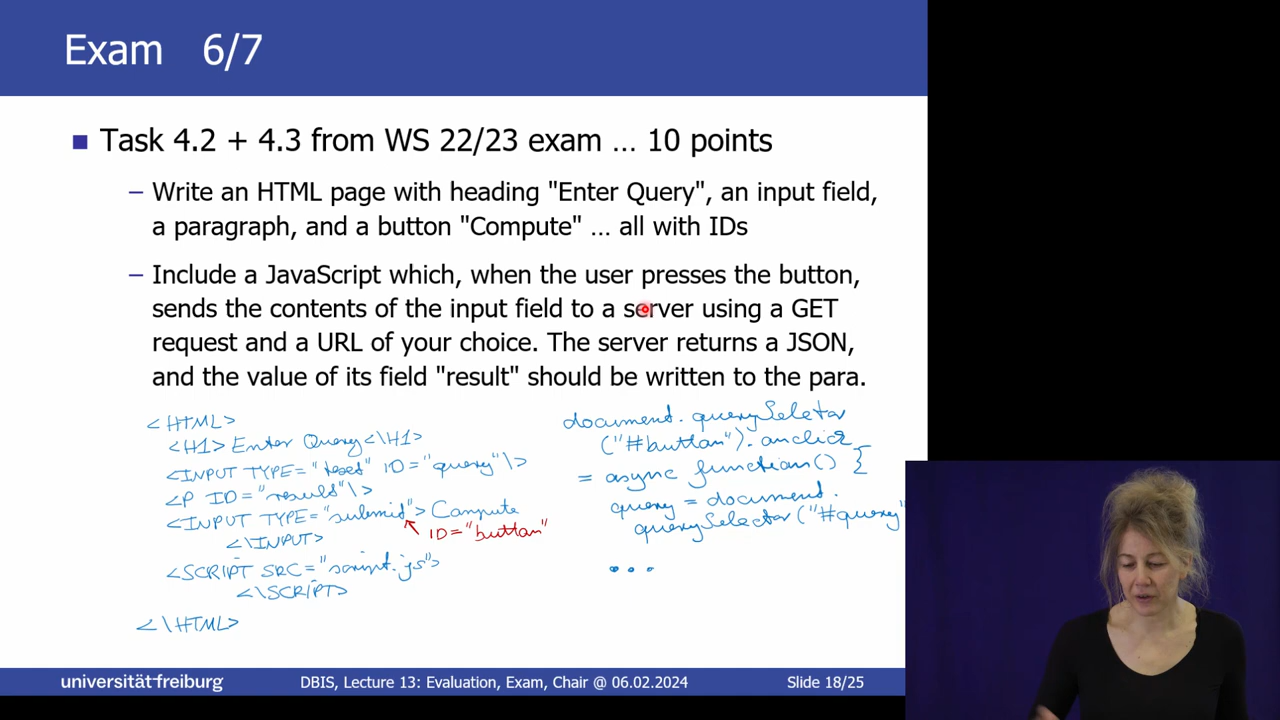 Exam 6/7
■ Task 4.2 + 4.3 from WS 22/23 exam … 10 points
– Write an HTML page with heading "Enter Query", an input field,
a paragraph, and a button "Compute" … all with IDs
– Include a JavaScript which, when the user presses the button,
sends the contents of the input field to a server using a GET
request and a URL of your choice. The server returns a JSON,
and the value of its field "result" should be written to the para.
<HTML>
<H1> Enter Query <\H1>
<INPUT TYPE="text" ID="query"\>
<P ID="result"\>
<INPUT TYPE="submid"> Compute
ID="button"
<\INPUT>
<SCRIPT SRC="script.js">
<\SCRIPT>
<\HTML>
document.querySeletor
("#button").onclick
= async function() {
query = document.
querySelector("#query"
...
universität freiburg
DBIS, Lecture 13: Evaluation, Exam, Chair @ 06.02.2024
Slide 18/25